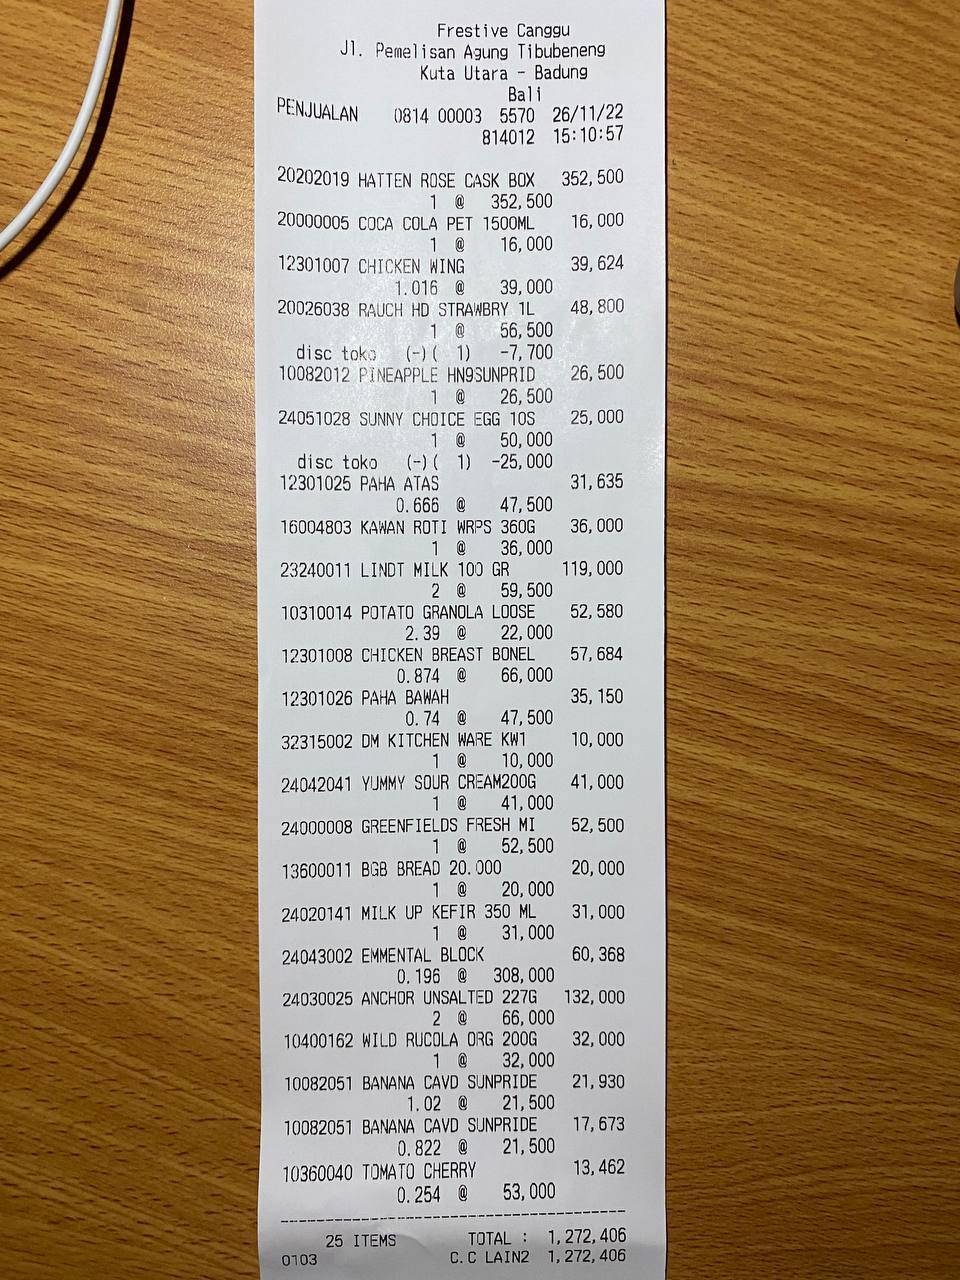 Frestive Canggu
Jl. Pemelisan Agung Tibubeneng
Kuta Utara - Badung
Bali
PENJUALAN 0814 00003 5570 26/11/22
814012 15:10:57
20202019 HATTEN ROSE CASK BOX 352,500
1 @ 352,500
20000005 COCA COLA PET 1500ML 16,000
1 @ 16,000
12301007 CHICKEN WING 39,624
1.016 @ 39,000
20026038 RAUCH HD STRAWBRY 1L 48,800
1 @ 56,500
disc toko (-)( 1) -7,700
10082012 PINEAPPLE HN9SUNPRID 26,500
1 @ 26,500
24051028 SUNNY CHOICE EGG 10S 25,000
1 @ 50,000
disc toko (-)( 1) -25,000
12301025 PAHA ATAS 31,635
0.666 @ 47,500
16004803 KAWAN ROTI WRPS 360G 36,000
1 @ 36,000
23240011 LINDT MILK 100 GR 119,000
2 @ 59,500
10310014 POTATO GRANOLA LOOSE 52,580
2.39 @ 22,000
12301008 CHICKEN BREAST BONEL 57,684
0.874 @ 66,000
12301026 PAHA BAWAH 35,150
0.74 @ 47,500
32315002 DM KITCHEN WARE KW1 10,000
1 @ 10,000
24042041 YUMMY SOUR CREAM200G 41,000
1 @ 41,000
24000008 GREENFIELDS FRESH MI 52,500
1 @ 52,500
13600011 BGB BREAD 20.000 20,000
1 @ 20,000
24020141 MILK UP KEFIR 350 ML 31,000
1 @ 31,000
24043002 EMMENTAL BLOCK 60,368
0.196 @ 308,000
24030025 ANCHOR UNSALTED 227G 132,000
2 @ 66,000
10400162 WILD RUCOLA ORG 200G 32,000
1 @ 32,000
10082051 BANANA CAVD SUNPRIDE 21,930
1.02 @ 21,500
10082051 BANANA CAVD SUNPRIDE 17,673
0.822 @ 21,500
10360040 TOMATO CHERRY 13,462
0.254 @ 53,000
25 ITEMS TOTAL : 1,272,406
0103 C.C LAIN2 1,272,406